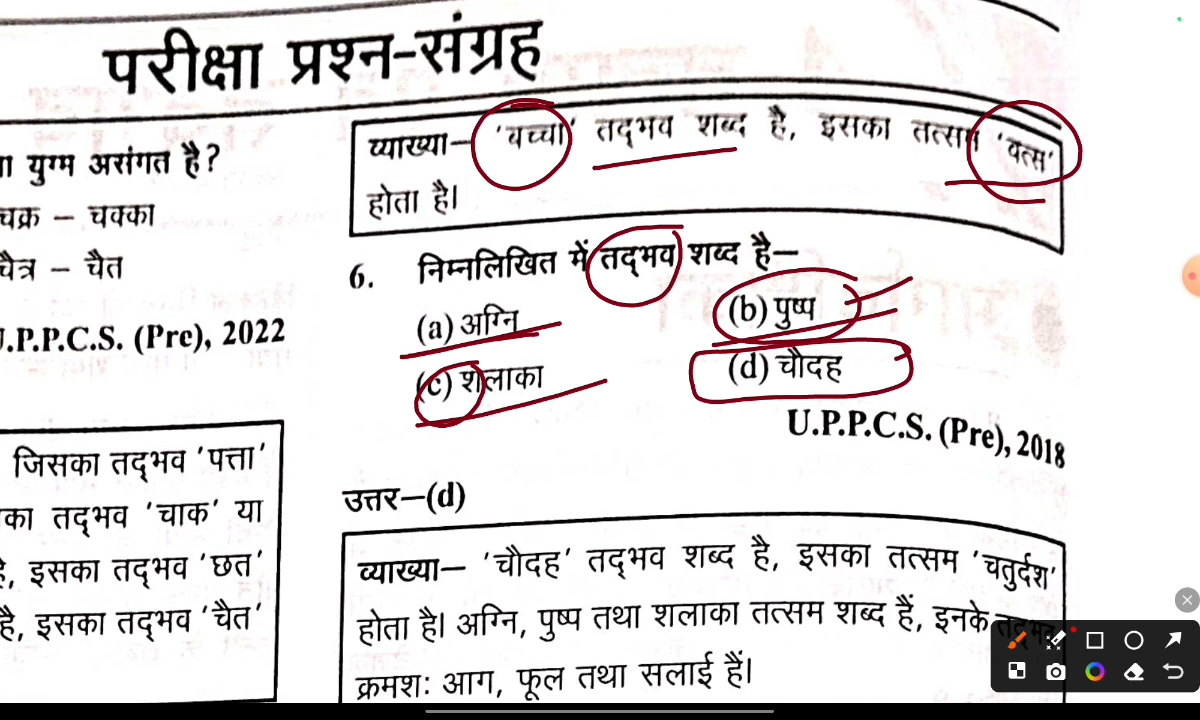 परीक्षा प्रश्न-संग्रह
युग्म असंगत है?
चक्र – चक्का
चैत्र – चैत
U.P.P.C.S. (Pre), 2022
जिसका तद्भव 'पत्ता'
तद्भव 'चाक' या
इसका तद्भव 'छत'
है, इसका तद्भव 'चैत'
व्याख्या– 'बच्चा' तद्भव शब्द है, इसका तत्सम 'वत्स'
होता है।
6. निम्नलिखित में तद्भव शब्द है–
(a) अग्नि (b) पुष्प
(c) शलाका (d) चौदह
U.P.P.C.S. (Pre), 2018
उत्तर–(d)
व्याख्या– 'चौदह' तद्भव शब्द है, इसका तत्सम 'चतुर्दश'
होता है। अग्नि, पुष्प तथा शलाका तत्सम शब्द हैं, इनके तद्भव
क्रमशः आग, फूल तथा सलाई हैं।